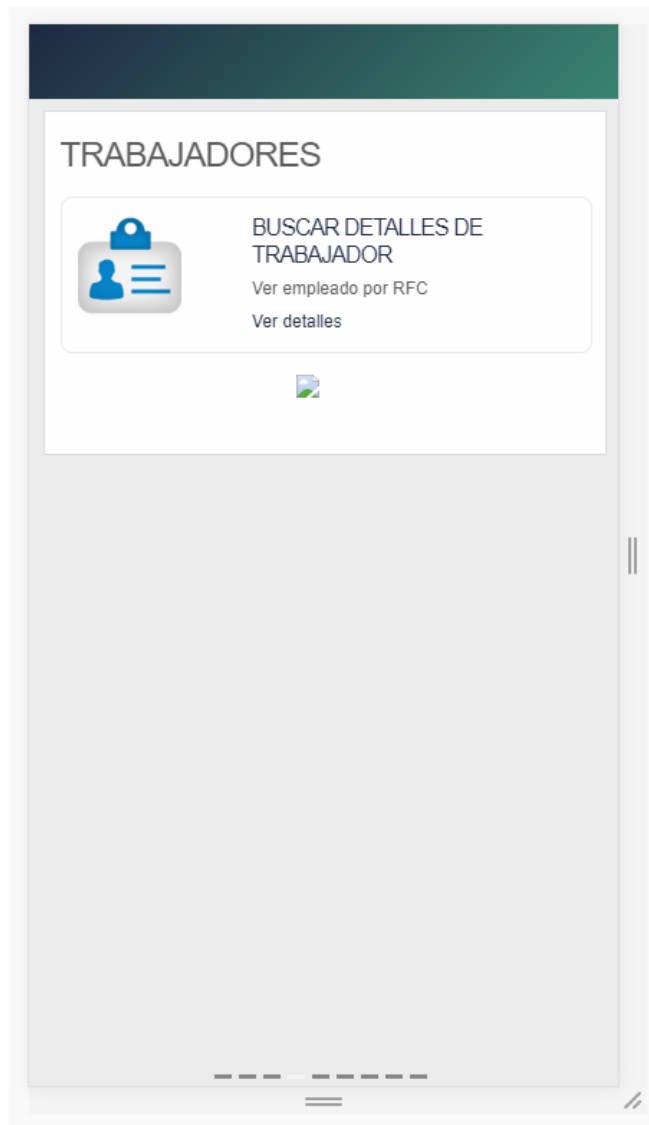 TRABAJADORES
BUSCAR DETALLES DE
TRABAJADOR
Ver empleado por RFC
Ver detalles